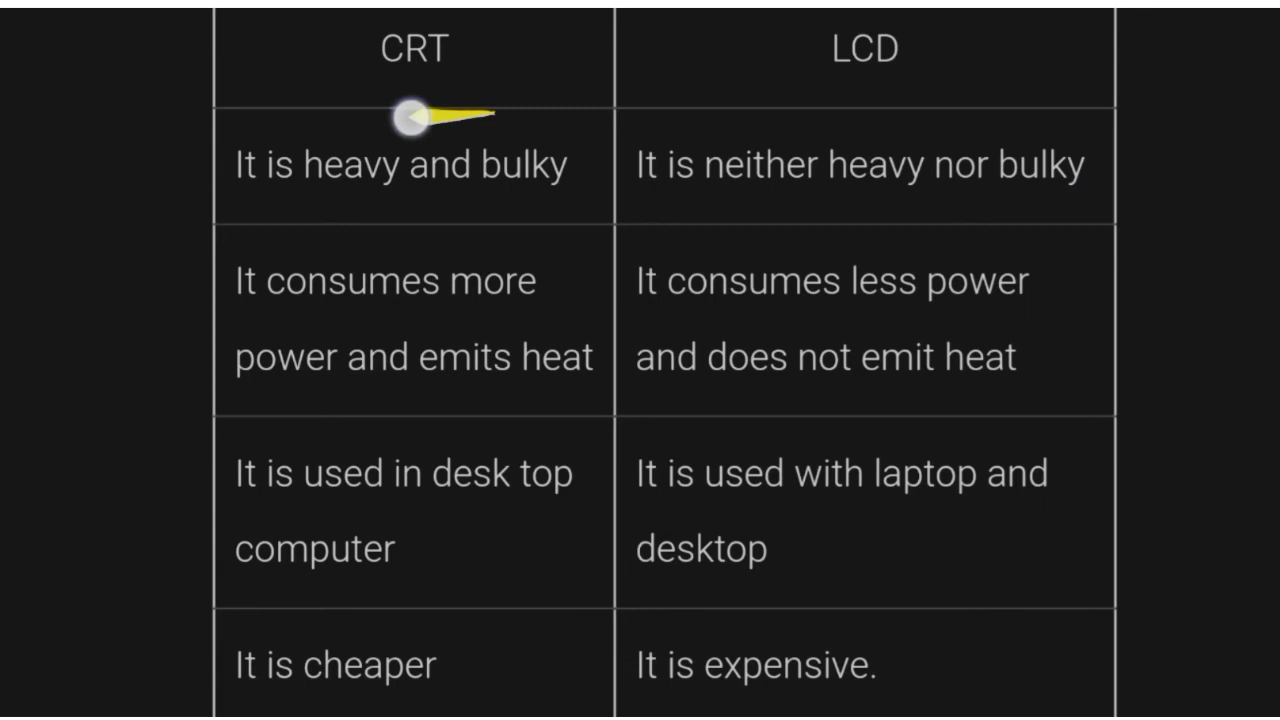 CRT
LCD
It is heavy and bulky
It is neither heavy nor bulky
It consumes more
power and emits heat
It consumes less power
and does not emit heat
It is used in desk top
computer
It is used with laptop and
desktop
It is cheaper
It is expensive.